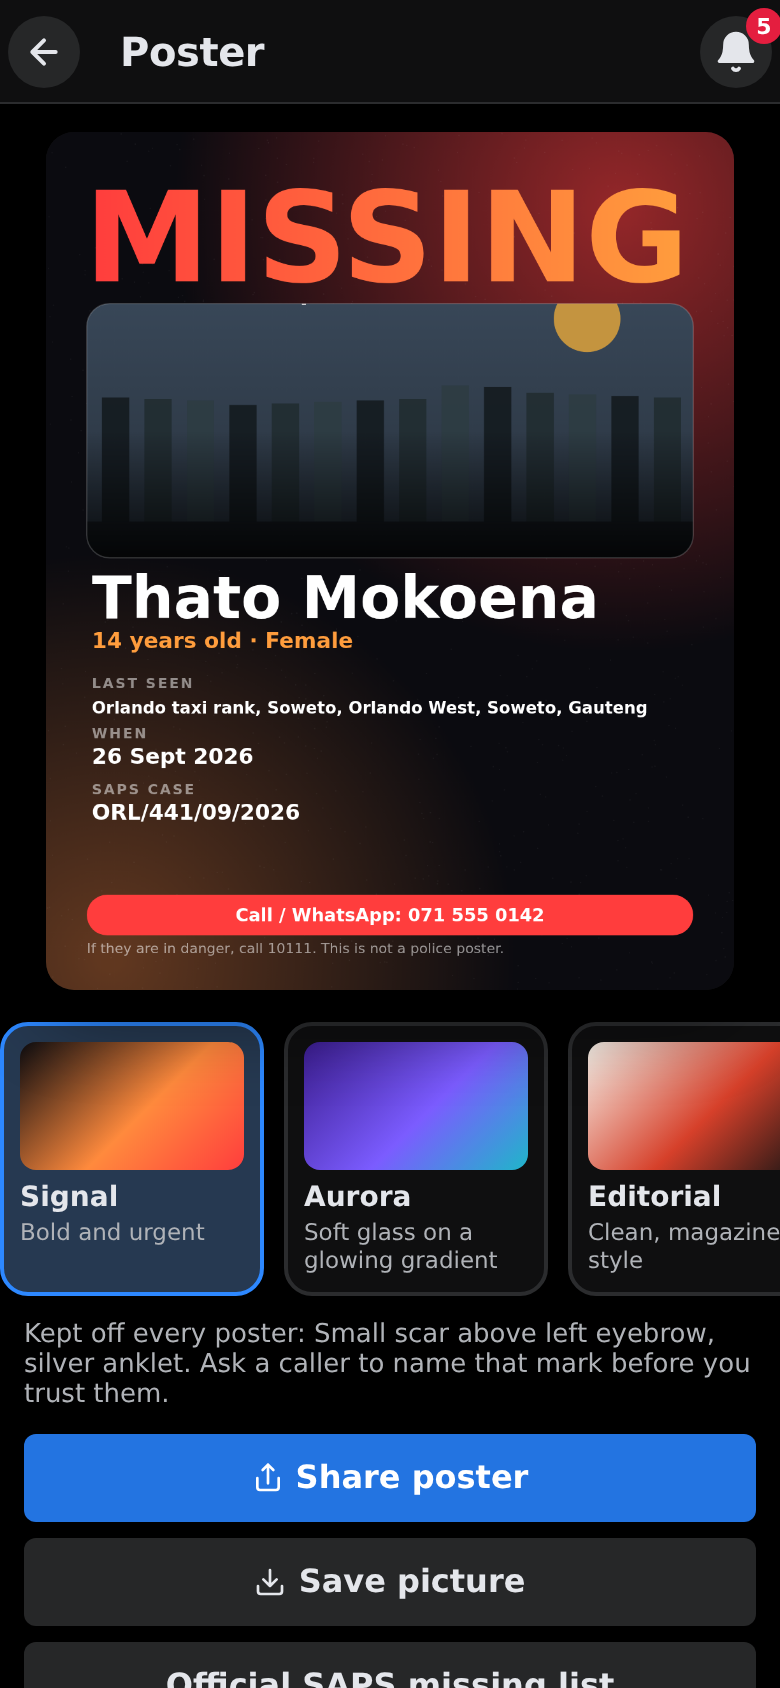 Poster
5
MISSING
Thato Mokoena
14 years old · Female
LAST SEEN
Orlando taxi rank, Soweto, Orlando West, Soweto, Gauteng
WHEN
26 Sept 2026
SAPS CASE
ORL/441/09/2026
Call / WhatsApp: 071 555 0142
If they are in danger, call 10111. This is not a police poster.
Signal
Bold and urgent
Aurora
Soft glass on a
glowing gradient
Editorial
Clean, magazine
style
Kept off every poster: Small scar above left eyebrow,
silver anklet. Ask a caller to name that mark before you
trust them.
Share poster
Save picture
Official SAPS missing list